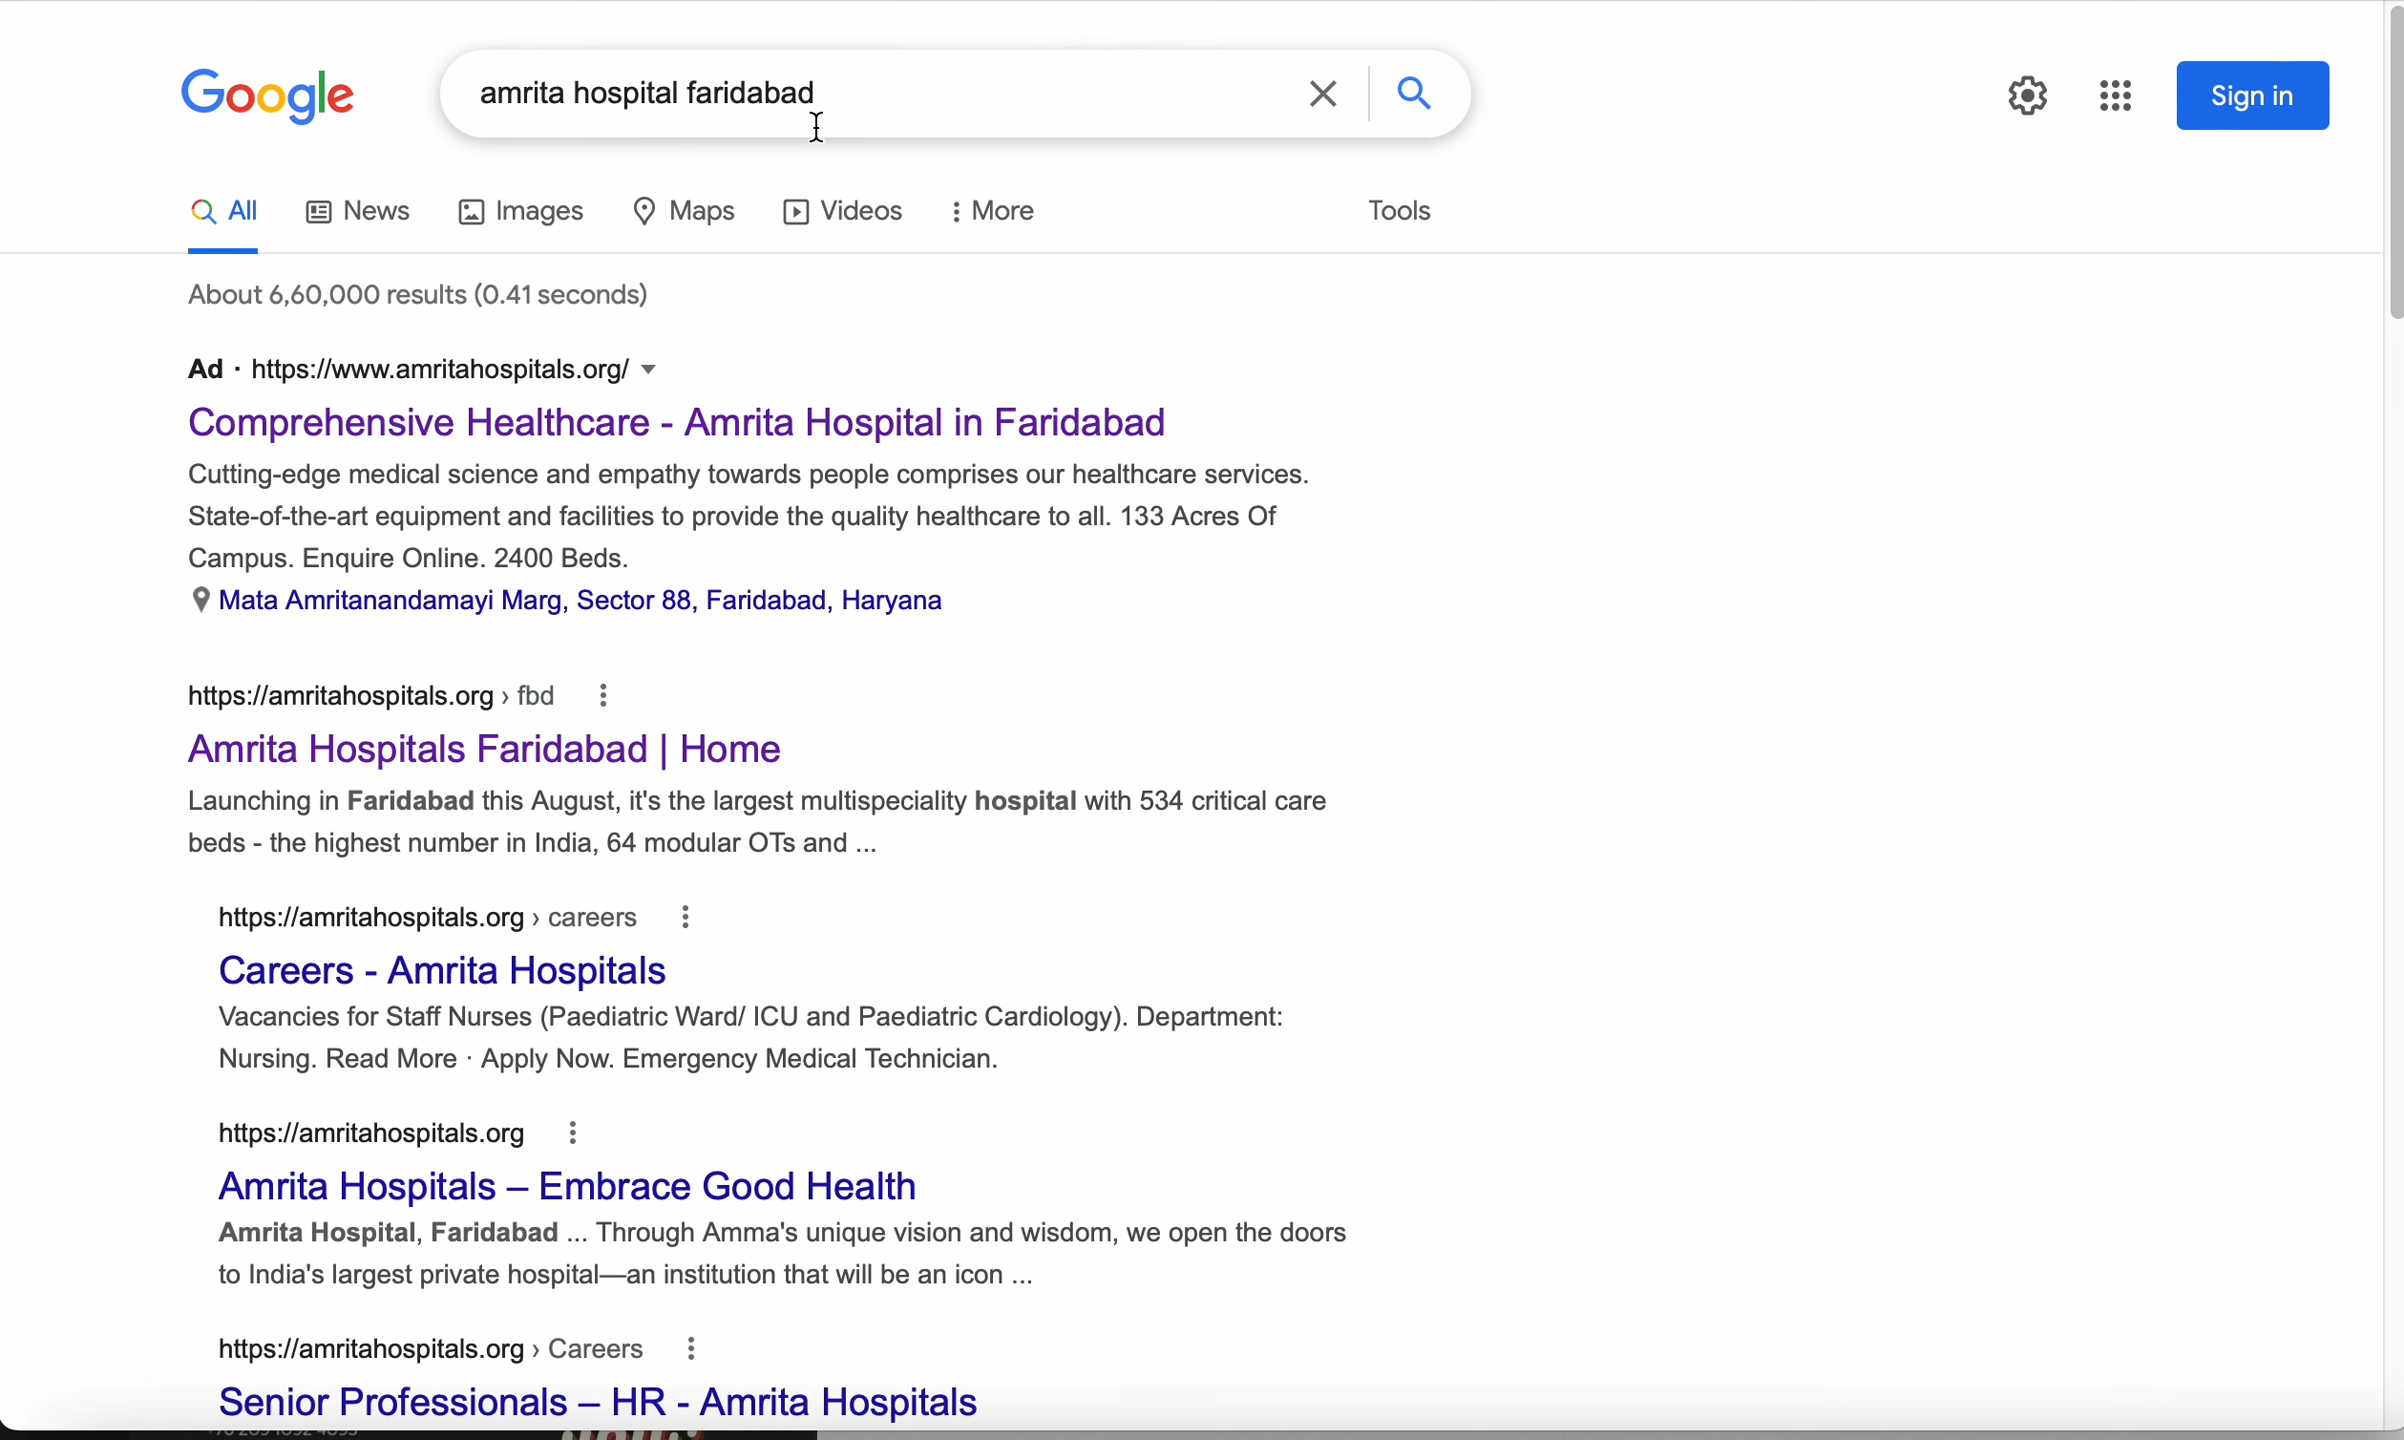 Google
amrita hospital faridabad
Sign in
All News Images Maps Videos More Tools
About 6,60,000 results (0.41 seconds)
Ad · https://www.amritahospitals.org/
Comprehensive Healthcare - Amrita Hospital in Faridabad
Cutting-edge medical science and empathy towards people comprises our healthcare services.
State-of-the-art equipment and facilities to provide the quality healthcare to all. 133 Acres Of
Campus. Enquire Online. 2400 Beds.
Mata Amritanandamayi Marg, Sector 88, Faridabad, Haryana
https://amritahospitals.org › fbd
Amrita Hospitals Faridabad | Home
Launching in Faridabad this August, it's the largest multispeciality hospital with 534 critical care
beds - the highest number in India, 64 modular OTs and ...
https://amritahospitals.org › careers
Careers - Amrita Hospitals
Vacancies for Staff Nurses (Paediatric Ward/ ICU and Paediatric Cardiology). Department:
Nursing. Read More · Apply Now. Emergency Medical Technician.
https://amritahospitals.org
Amrita Hospitals – Embrace Good Health
Amrita Hospital, Faridabad ... Through Amma's unique vision and wisdom, we open the doors
to India's largest private hospital—an institution that will be an icon ...
https://amritahospitals.org › Careers
Senior Professionals – HR - Amrita Hospitals